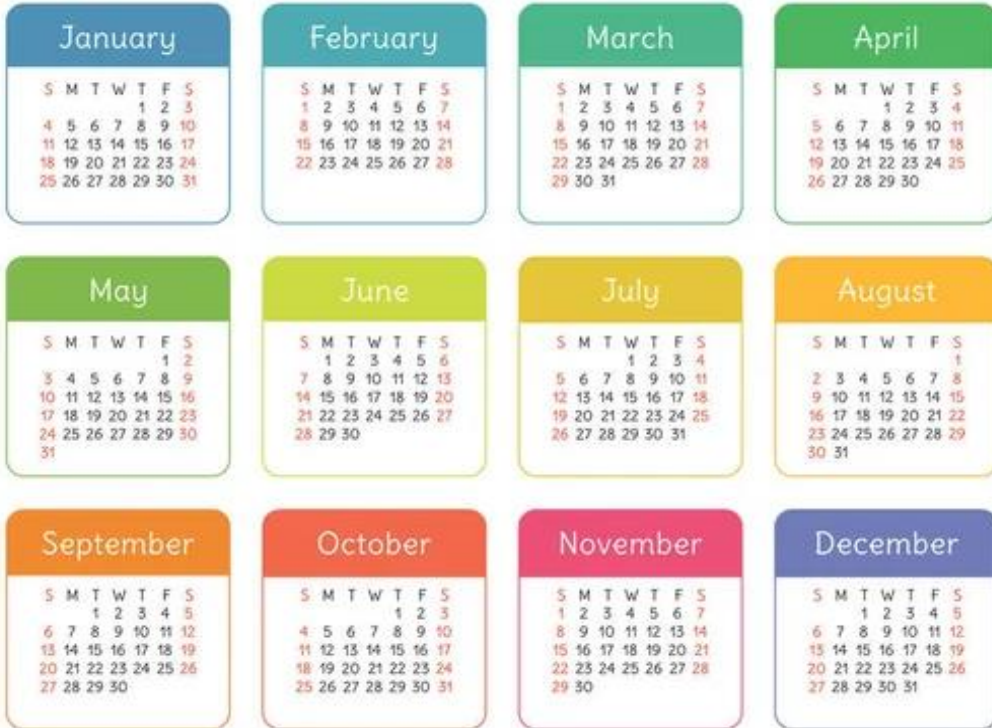 January
S M T W T F S
1 2 3
4 5 6 7 8 9 10
11 12 13 14 15 16 17
18 19 20 21 22 23 24
25 26 27 28 29 30 31
February
S M T W T F S
1 2 3 4 5 6 7
8 9 10 11 12 13 14
15 16 17 18 19 20 21
22 23 24 25 26 27 28
March
S M T W T F S
1 2 3 4 5 6 7
8 9 10 11 12 13 14
15 16 17 18 19 20 21
22 23 24 25 26 27 28
29 30 31
April
S M T W T F S
1 2 3 4
5 6 7 8 9 10 11
12 13 14 15 16 17 18
19 20 21 22 23 24 25
26 27 28 29 30
May
S M T W T F S
1 2
3 4 5 6 7 8 9
10 11 12 13 14 15 16
17 18 19 20 21 22 23
24 25 26 27 28 29 30
31
June
S M T W T F S
1 2 3 4 5 6
7 8 9 10 11 12 13
14 15 16 17 18 19 20
21 22 23 24 25 26 27
28 29 30
July
S M T W T F S
1 2 3 4
5 6 7 8 9 10 11
12 13 14 15 16 17 18
19 20 21 22 23 24 25
26 27 28 29 30 31
August
S M T W T F S
1
2 3 4 5 6 7 8
9 10 11 12 13 14 15
16 17 18 19 20 21 22
23 24 25 26 27 28 29
30 31
September
S M T W T F S
1 2 3 4 5
6 7 8 9 10 11 12
13 14 15 16 17 18 19
20 21 22 23 24 25 26
27 28 29 30
October
S M T W T F S
1 2 3
4 5 6 7 8 9 10
11 12 13 14 15 16 17
18 19 20 21 22 23 24
25 26 27 28 29 30 31
November
S M T W T F S
1 2 3 4 5 6 7
8 9 10 11 12 13 14
15 16 17 18 19 20 21
22 23 24 25 26 27 28
29 30
December
S M T W T F S
1 2 3 4 5
6 7 8 9 10 11 12
13 14 15 16 17 18 19
20 21 22 23 24 25 26
27 28 29 30 31